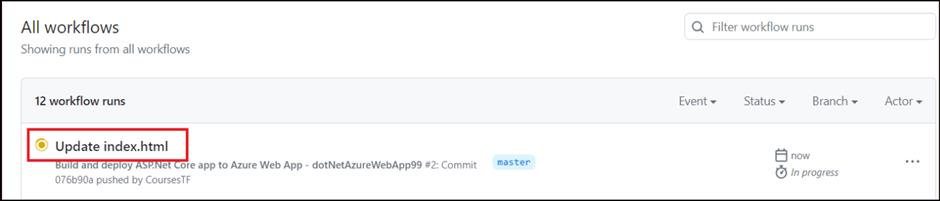 All workflows
Filter workflow runs
Showing runs from all workflows
12 workflow runs
Event
Status
Branch
Actor
Update index.html
Build and deploy ASP.Net Core app to Azure Web App - dotNetAzureWebApp99 #2: Commit
076b90a pushed by CoursesTF
master
now
In progress